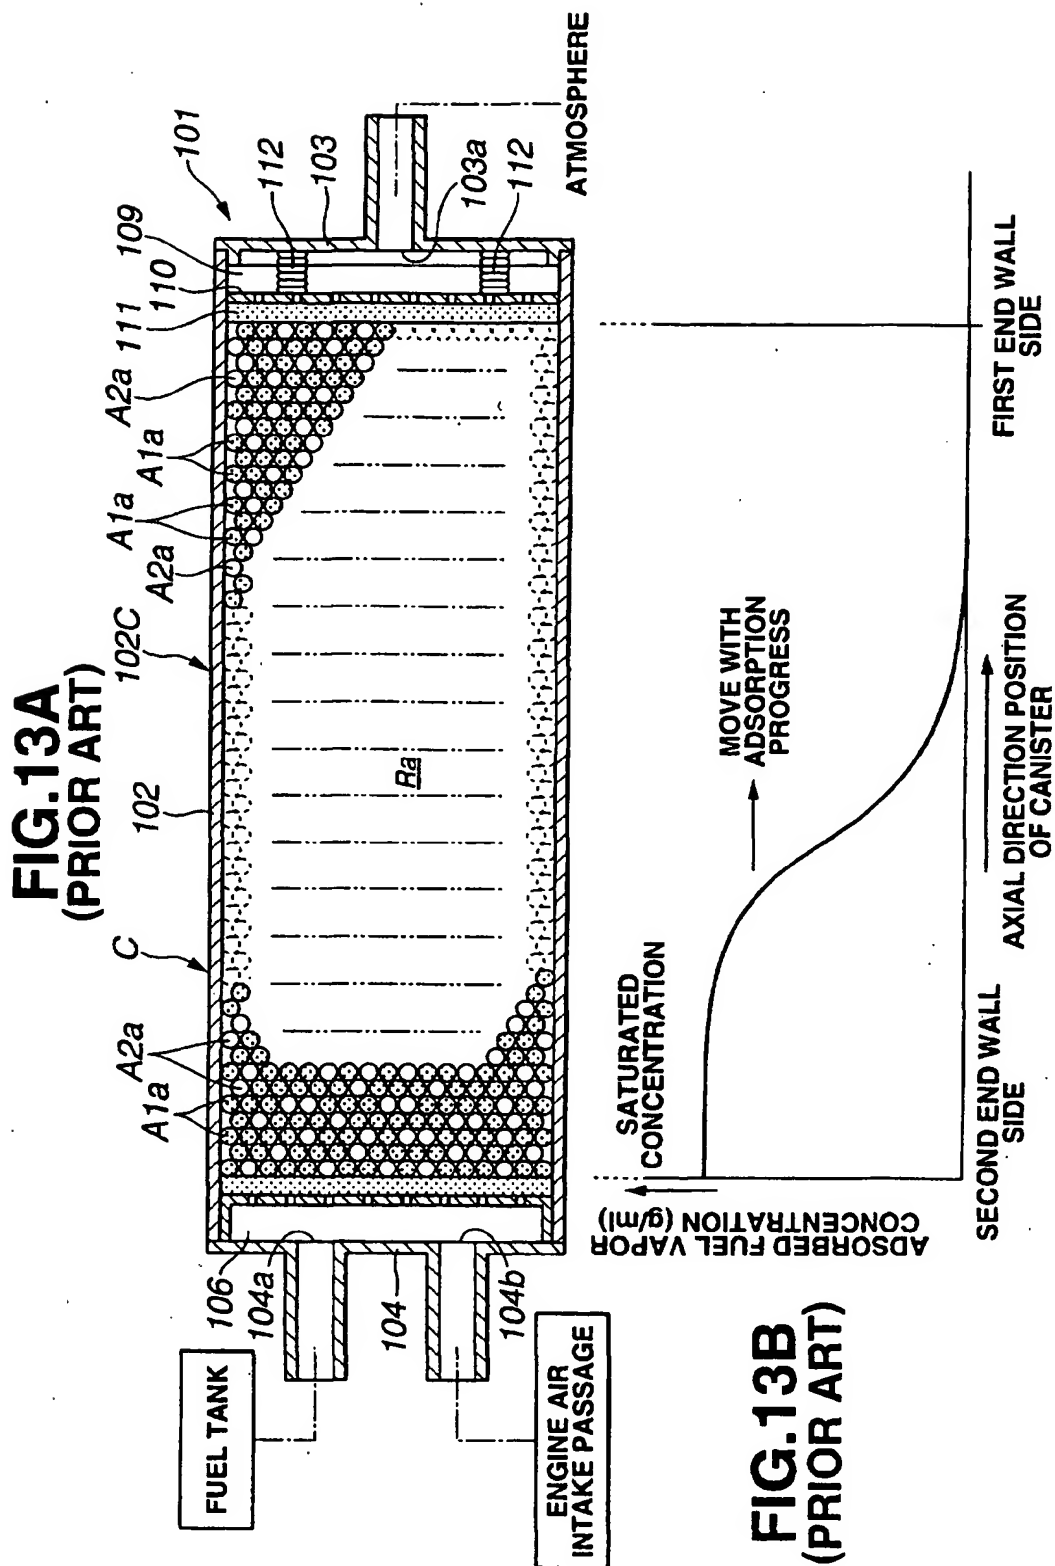 FIG.13A
(PRIOR ART)
C
102
102C
A1a
A2a
A2a
A1a
A1a
A2a
111
110
109
101
112
103
103a
112
ATMOSPHERE
Ra
106
104a
104
104b
FUEL TANK
ENGINE AIR
INTAKE PASSAGE
FIG.13B
(PRIOR ART)
ADSORBED FUEL VAPOR
CONCENTRATION (g/ml)
SATURATED
CONCENTRATION
MOVE WITH
ADSORPTION
PROGRESS
SECOND END WALL
SIDE
AXIAL DIRECTION POSITION
OF CANISTER
FIRST END WALL
SIDE